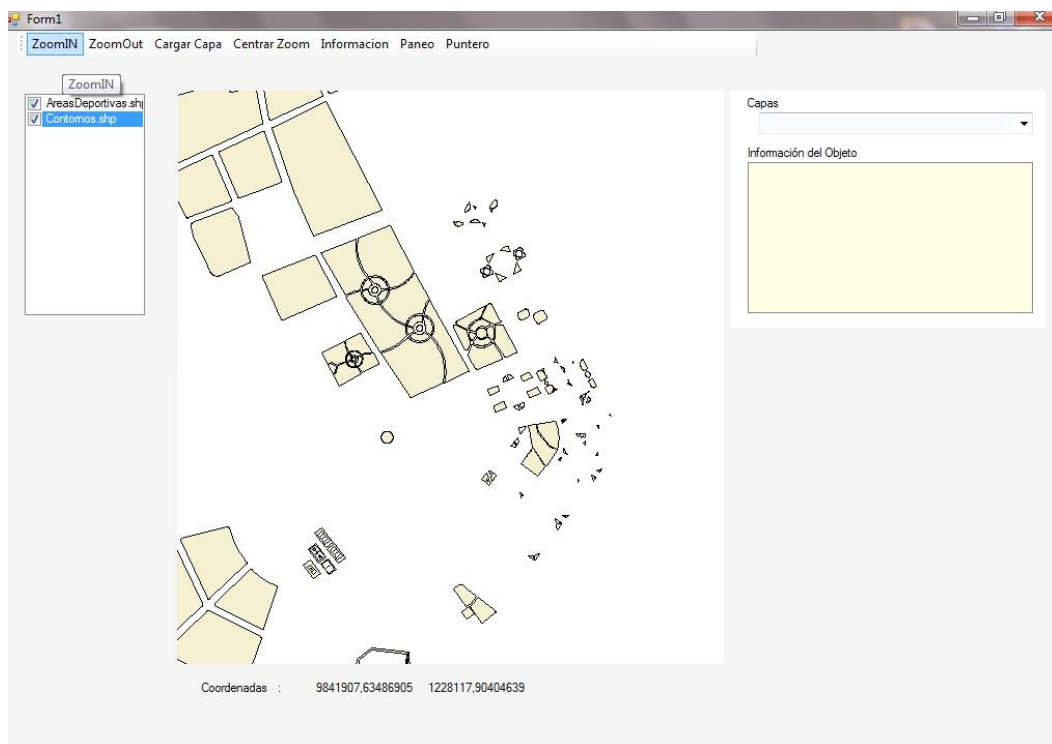 Form1
ZoomIN ZoomOut Cargar Capa Centrar Zoom Informacion Paneo Puntero
ZoomIN
AreasDeportivas.shp
Contornos.shp
Capas
Información del Objeto
Coordenadas : 9841907,63486905 1228117,90404639